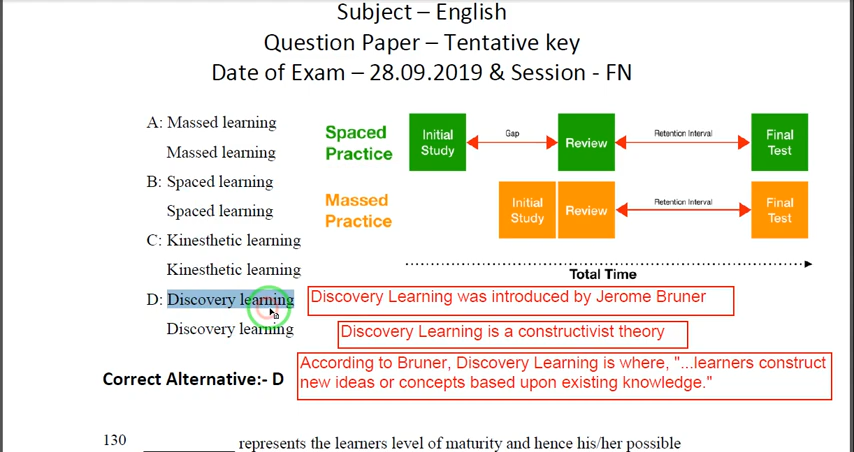 Subject – English
Question Paper – Tentative key
Date of Exam – 28.09.2019 & Session - FN
A: Massed learning
Massed learning
B: Spaced learning
Spaced learning
C: Kinesthetic learning
Kinesthetic learning
D: Discovery learning
Discovery learning
Correct Alternative:- D
Spaced
Practice
Initial
Study
Gap
Review
Retention Interval
Final
Test
Massed
Practice
Initial
Study
Review
Retention Interval
Final
Test
Total Time
Discovery Learning was introduced by Jerome Bruner
Discovery Learning is a constructivist theory
According to Bruner, Discovery Learning is where, "...learners construct
new ideas or concepts based upon existing knowledge."
130 __________ represents the learners level of maturity and hence his/her possible